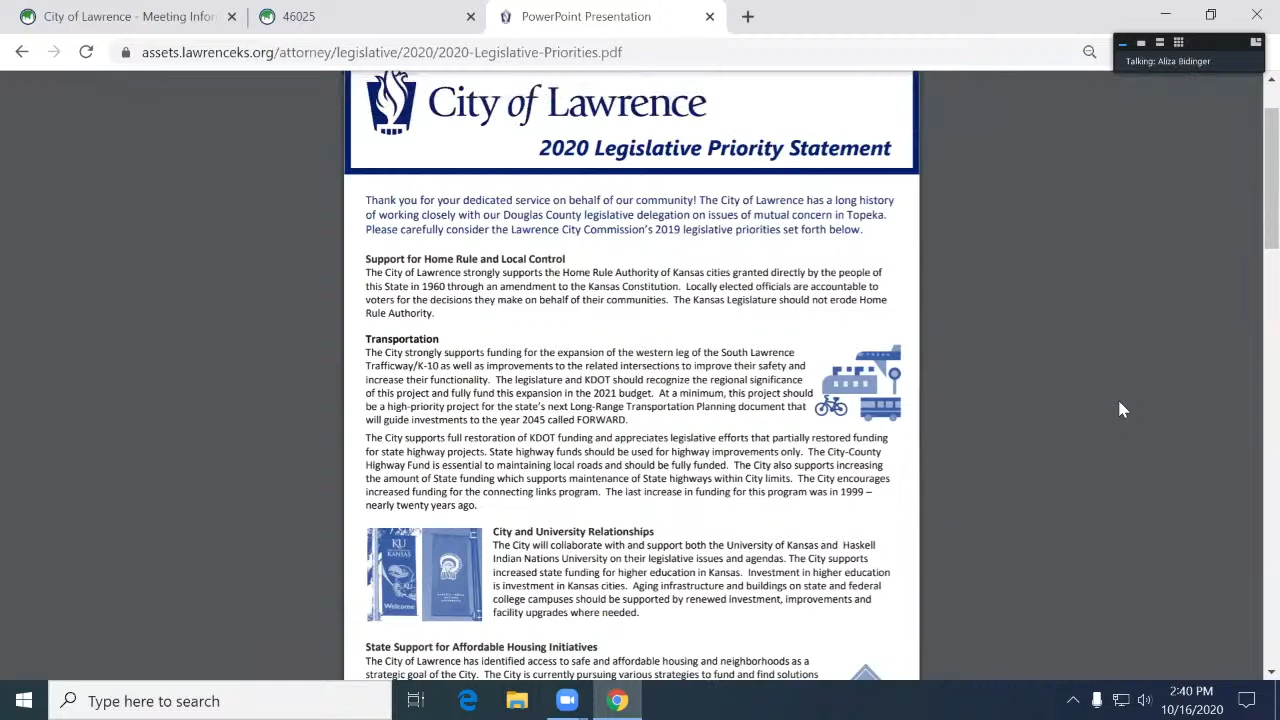 City of Lawrence - Meeting Infor
46025
PowerPoint Presentation
assets.lawrenceks.org/attorney/legislative/2020/2020-Legislative-Priorities.pdf
Talking: Aliza Bidinger
City of Lawrence
2020 Legislative Priority Statement
Thank you for your dedicated service on behalf of our community! The City of Lawrence has a long history
of working closely with our Douglas County legislative delegation on issues of mutual concern in Topeka.
Please carefully consider the Lawrence City Commission's 2019 legislative priorities set forth below.
Support for Home Rule and Local Control
The City of Lawrence strongly supports the Home Rule Authority of Kansas cities granted directly by the people of
this State in 1960 through an amendment to the Kansas Constitution. Locally elected officials are accountable to
voters for the decisions they make on behalf of their communities. The Kansas Legislature should not erode Home
Rule Authority.
Transportation
The City strongly supports funding for the expansion of the western leg of the South Lawrence
Trafficway/K-10 as well as improvements to the related intersections to improve their safety and
increase their functionality. The legislature and KDOT should recognize the regional significance
of this project and fully fund this expansion in the 2021 budget. At a minimum, this project should
be a high-priority project for the state's next Long-Range Transportation Planning document that
will guide investments to the year 2045 called FORWARD.
The City supports full restoration of KDOT funding and appreciates legislative efforts that partially restored funding
for state highway projects. State highway funds should be used for highway improvements only. The City-County
Highway Fund is essential to maintaining local roads and should be fully funded. The City also supports increasing
the amount of State funding which supports maintenance of State highways within City limits. The City encourages
increased funding for the connecting links program. The last increase in funding for this program was in 1999 –
nearly twenty years ago.
KU
KANSAS
Welcome
City and University Relationships
The City will collaborate with and support both the University of Kansas and Haskell
Indian Nations University on their legislative issues and agendas. The City supports
increased state funding for higher education in Kansas. Investment in higher education
is investment in Kansas cities. Aging infrastructure and buildings on state and federal
college campuses should be supported by renewed investment, improvements and
facility upgrades where needed.
State Support for Affordable Housing Initiatives
The City of Lawrence has identified access to safe and affordable housing and neighborhoods as a
strategic goal of the City. The City is currently pursuing various strategies to fund and find solutions
Type here to search
2:40 PM
10/16/2020